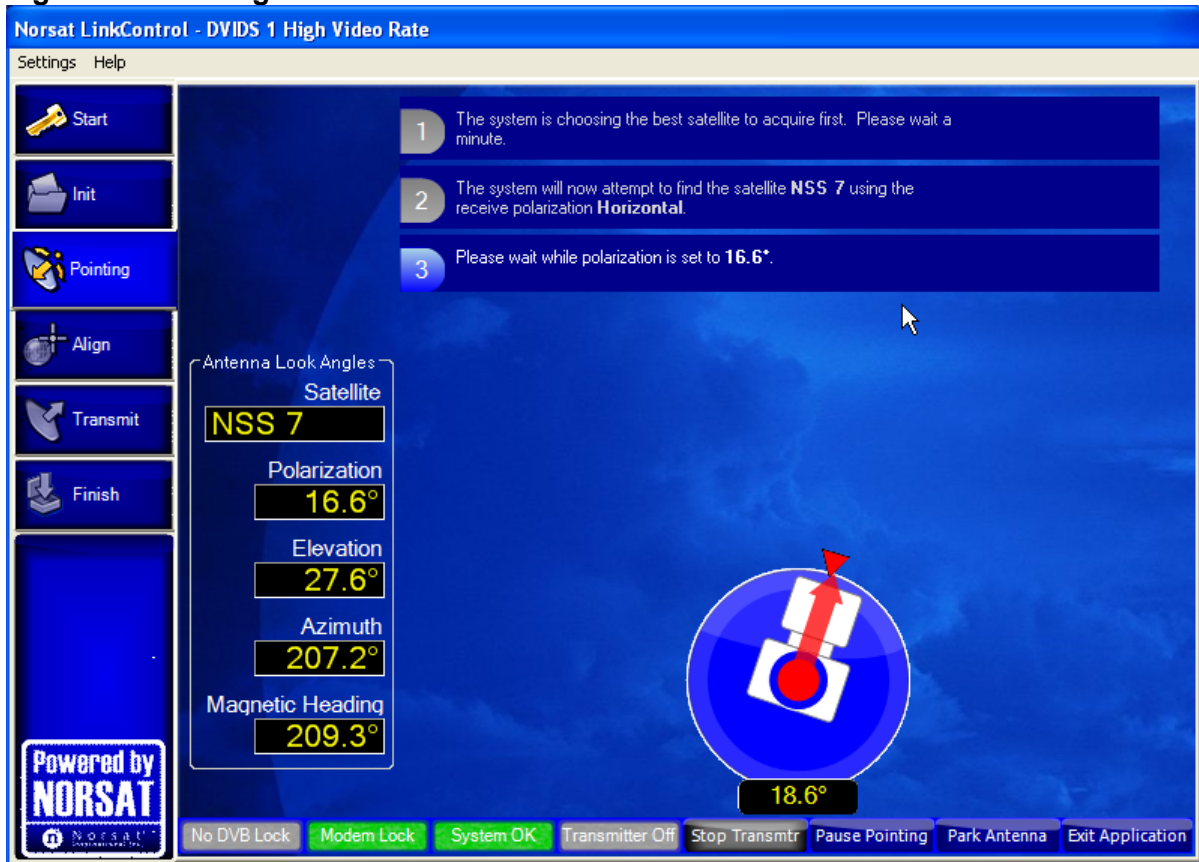 Norsat LinkControl - DVIDS 1 High Video Rate
Settings Help
Start
Init
Pointing
Align
Transmit
Finish
1
The system is choosing the best satellite to acquire first. Please wait a
minute.
2
The system will now attempt to find the satellite NSS 7 using the
receive polarization Horizontal.
3
Please wait while polarization is set to 16.6°.
Antenna Look Angles
Satellite
NSS 7
Polarization
16.6°
Elevation
27.6°
Azimuth
207.2°
Magnetic Heading
209.3°
18.6°
Powered by
NORSAT
Norsat
No DVB Lock Modem Lock System OK Transmitter Off Stop Transmtr Pause Pointing Park Antenna Exit Application